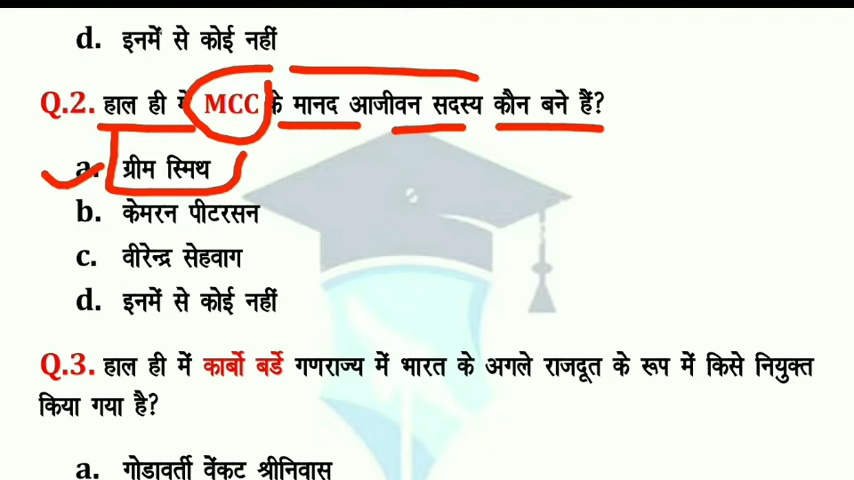 d. इनमें से कोई नहीं
Q.2. हाल ही में MCC के मानद आजीवन सदस्य कौन बने हैं?
a. ग्रीम स्मिथ
b. केमरन पीटरसन
c. वीरेन्द्र सेहवाग
d. इनमें से कोई नहीं
Q.3. हाल ही में कार्बो बर्डे गणराज्य में भारत के अगले राजदूत के रूप में किसे नियुक्त
किया गया है?
a. गोडावर्ती वेंकट श्रीनिवास